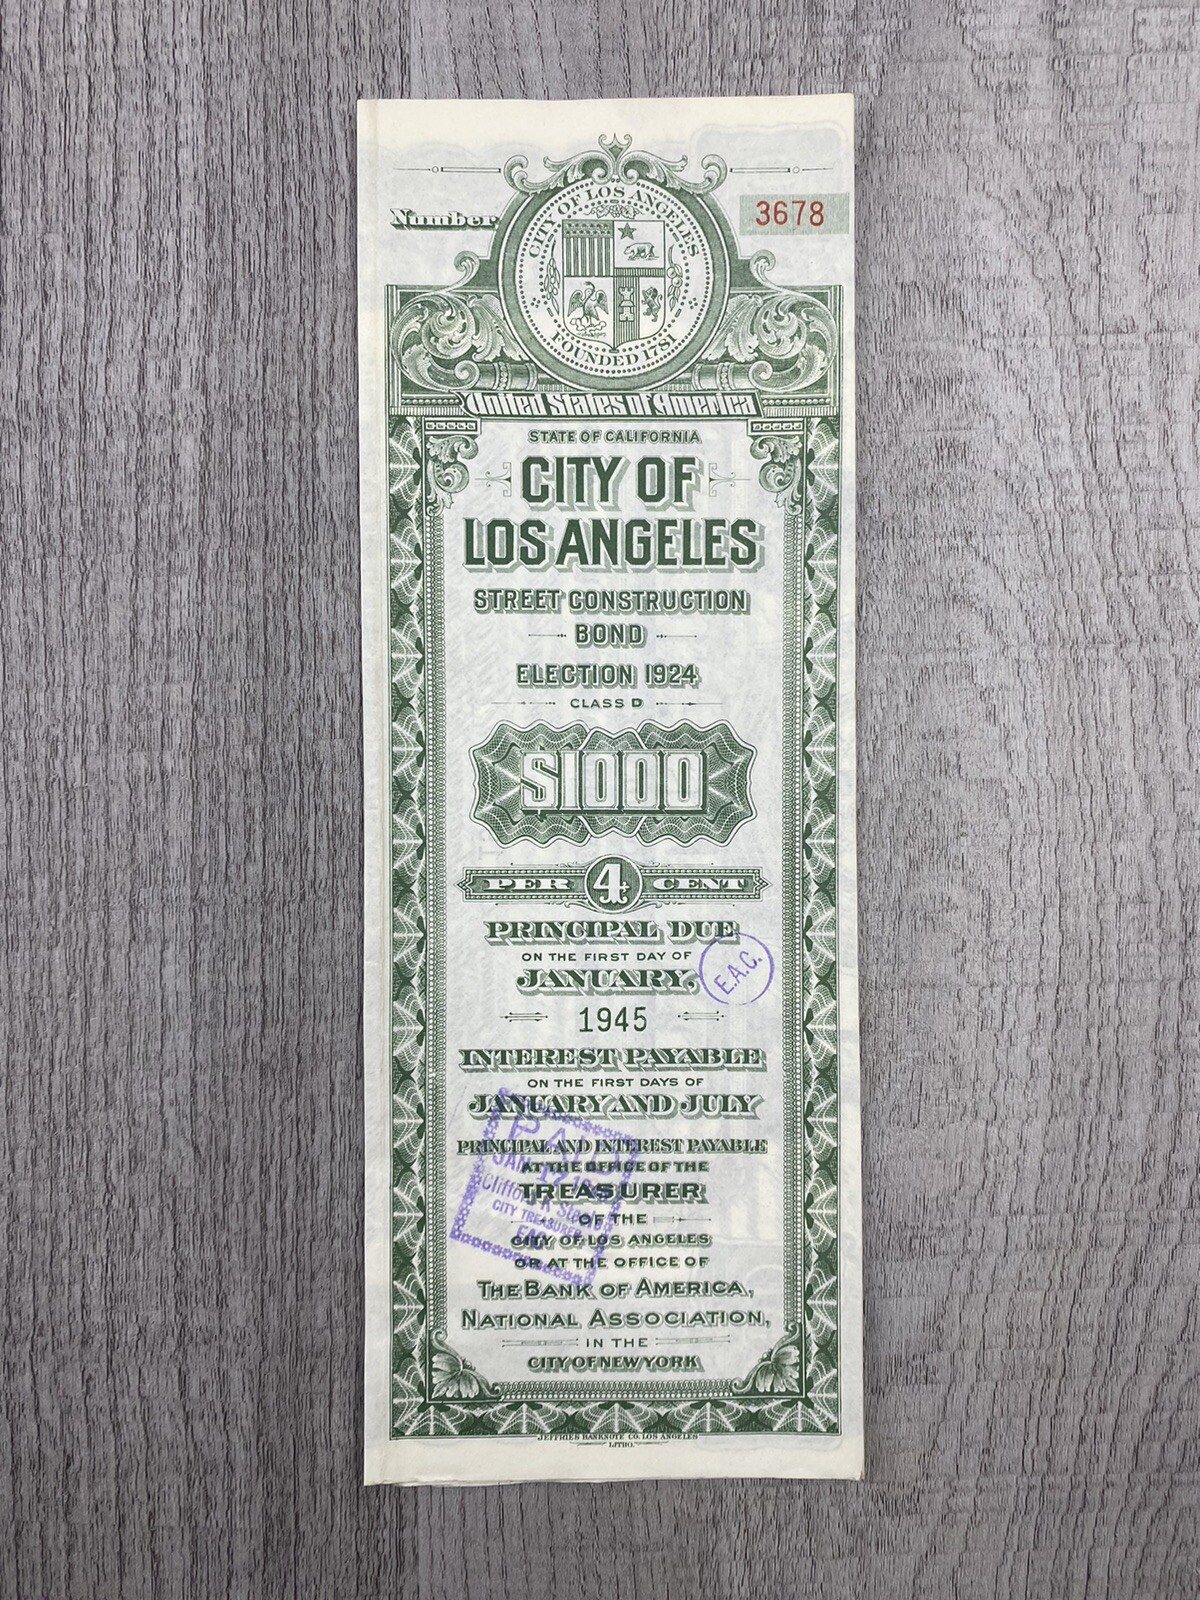 Number
3678
CITY OF LOS ANGELES
FOUNDED 1781
United States of America
STATE OF CALIFORNIA
CITY OF
LOS ANGELES
STREET CONSTRUCTION
BOND
ELECTION 1924
CLASS D
$1000
PER 4 CENT
PRINCIPAL DUE
ON THE FIRST DAY OF
JANUARY,
E.A.C.
1945
INTEREST PAYABLE
ON THE FIRST DAYS OF
JANUARY AND JULY
PRINCIPAL AND INTEREST PAYABLE
AT THE OFFICE OF THE
TREASURER
OF THE
CITY OF LOS ANGELES
OR AT THE OFFICE OF
THE BANK OF AMERICA,
NATIONAL ASSOCIATION,
IN THE
CITY OF NEW YORK
PAID
JAN 17
CITY TREASURER
JEFFRIES BANKNOTE CO. LOS ANGELES
LITHO.